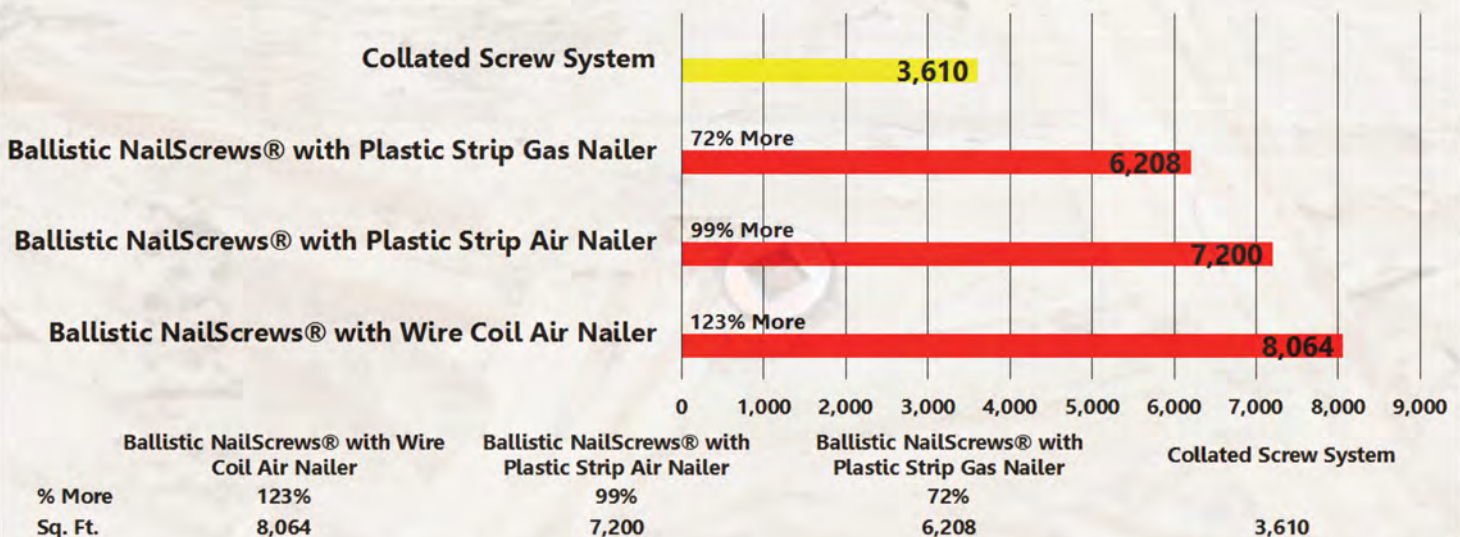 Collated Screw System
3,610
Ballistic NailScrews® with Plastic Strip Gas Nailer
72% More
6,208
Ballistic NailScrews® with Plastic Strip Air Nailer
99% More
7,200
Ballistic NailScrews® with Wire Coil Air Nailer
123% More
8,064
0 1,000 2,000 3,000 4,000 5,000 6,000 7,000 8,000 9,000
Ballistic NailScrews® with Wire
Coil Air Nailer
Ballistic NailScrews® with
Plastic Strip Air Nailer
Ballistic NailScrews® with
Plastic Strip Gas Nailer
Collated Screw System
% More 123% 99% 72%
Sq. Ft. 8,064 7,200 6,208 3,610